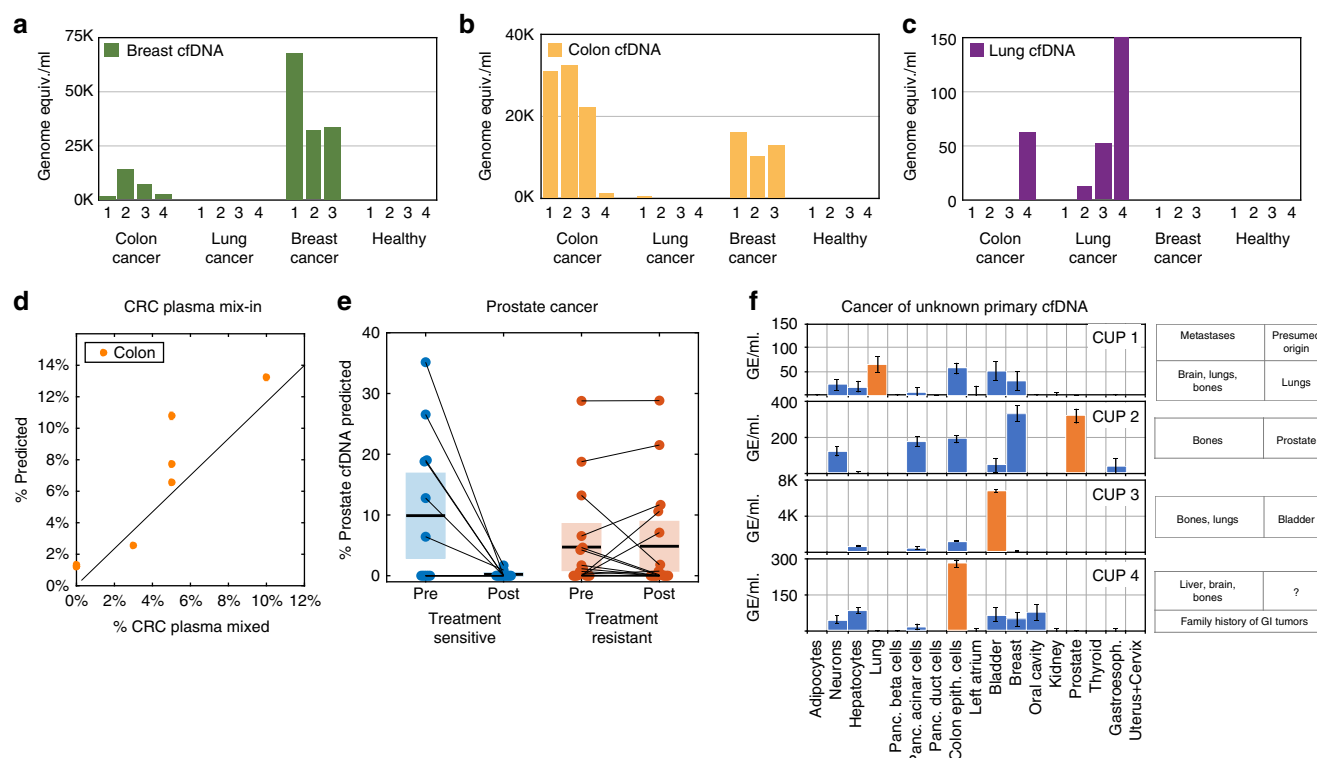 a
75K
50K
25K
0K
Genome equiv./ml
Breast cfDNA
1 2 3 4 1 2 3 4 1 2 3 1 2 3 4
Colon cancer
Lung cancer
Breast cancer
Healthy
b
40K
20K
0K
Genome equiv./ml
Colon cfDNA
1 2 3 4 1 2 3 4 1 2 3 1 2 3 4
Colon cancer
Lung cancer
Breast cancer
Healthy
c
150
100
50
0
Genome equiv./ml
Lung cfDNA
1 2 3 4 1 2 3 4 1 2 3 1 2 3 4
Colon cancer
Lung cancer
Breast cancer
Healthy
d
CRC plasma mix-in
Colon
% Predicted
14%
12%
10%
8%
6%
4%
2%
0%
0% 2% 4% 6% 8% 10% 12%
% CRC plasma mixed
e
Prostate cancer
% Prostate cfDNA predicted
40
30
20
10
0
Pre Post Pre Post
Treatment sensitive
Treatment resistant
f
Cancer of unknown primary cfDNA
GE/ml.
150
100
50
CUP 1
GE/ml.
400
200
CUP 2
GE/ml.
8K
4K
CUP 3
GE/ml.
300
150
CUP 4
Adipocytes
Neurons
Hepatocytes
Lung
Panc. beta cells
Panc. acinar cells
Panc. duct cells
Colon epith. cells
Left atrium
Bladder
Breast
Oral cavity
Kidney
Prostate
Thyroid
Gastroesoph.
Uterus+Cervix
Metastases
Presumed origin
Brain, lungs, bones
Lungs
Bones
Prostate
Bones, lungs
Bladder
Liver, brain, bones
?
Family history of GI tumors